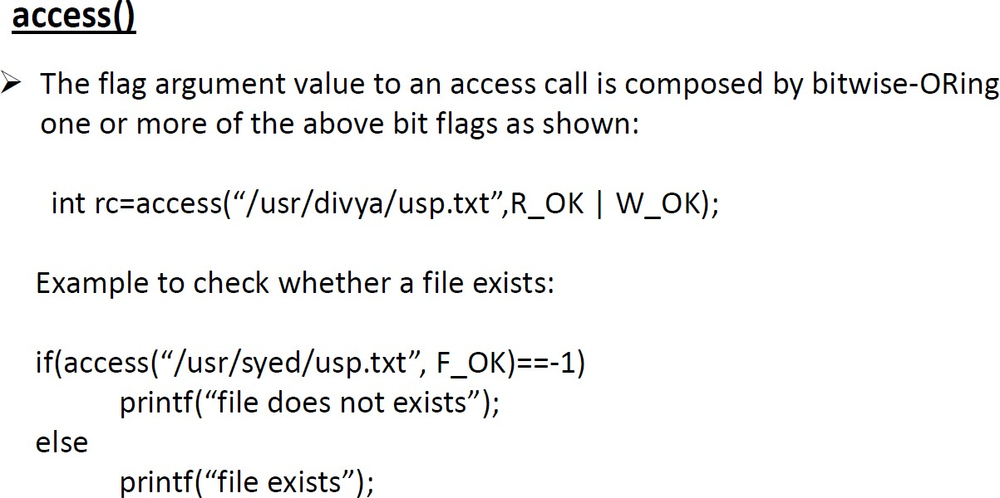 access()
➢ The flag argument value to an access call is composed by bitwise-ORing
one or more of the above bit flags as shown:
int rc=access(“/usr/divya/usp.txt”,R_OK | W_OK);
Example to check whether a file exists:
if(access(“/usr/syed/usp.txt”, F_OK)==-1)
printf(“file does not exists”);
else
printf(“file exists”);